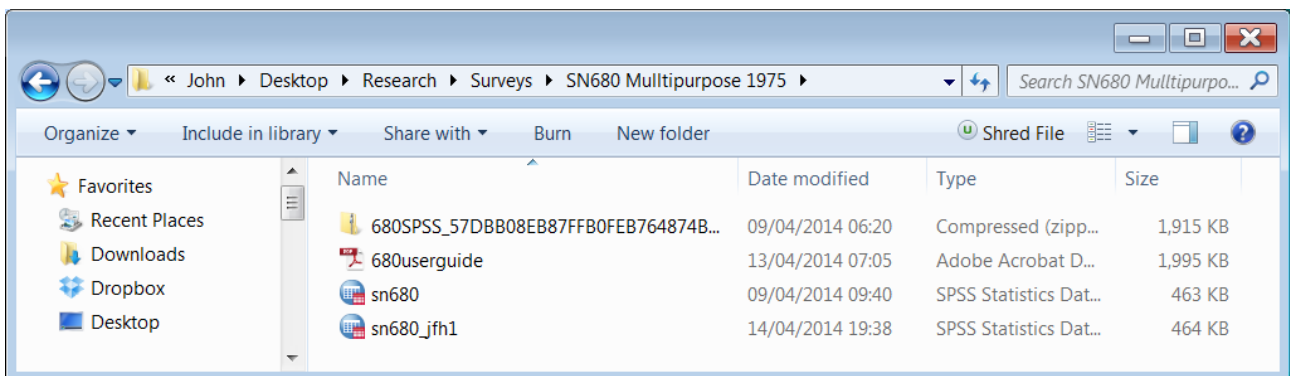 « John ▸ Desktop ▸ Research ▸ Surveys ▸ SN680 Mulltipurpose 1975 ▸ Search SN680 Mulltipurpo...
Organize Include in library Share with Burn New folder Shred File
Favorites
Recent Places
Downloads
Dropbox
Desktop
Name Date modified Type Size
680SPSS_57DBB08EB87FFB0FEB764874B... 09/04/2014 06:20 Compressed (zipp... 1,915 KB
680userguide 13/04/2014 07:05 Adobe Acrobat D... 1,995 KB
sn680 09/04/2014 09:40 SPSS Statistics Dat... 463 KB
sn680_jfh1 14/04/2014 19:38 SPSS Statistics Dat... 464 KB